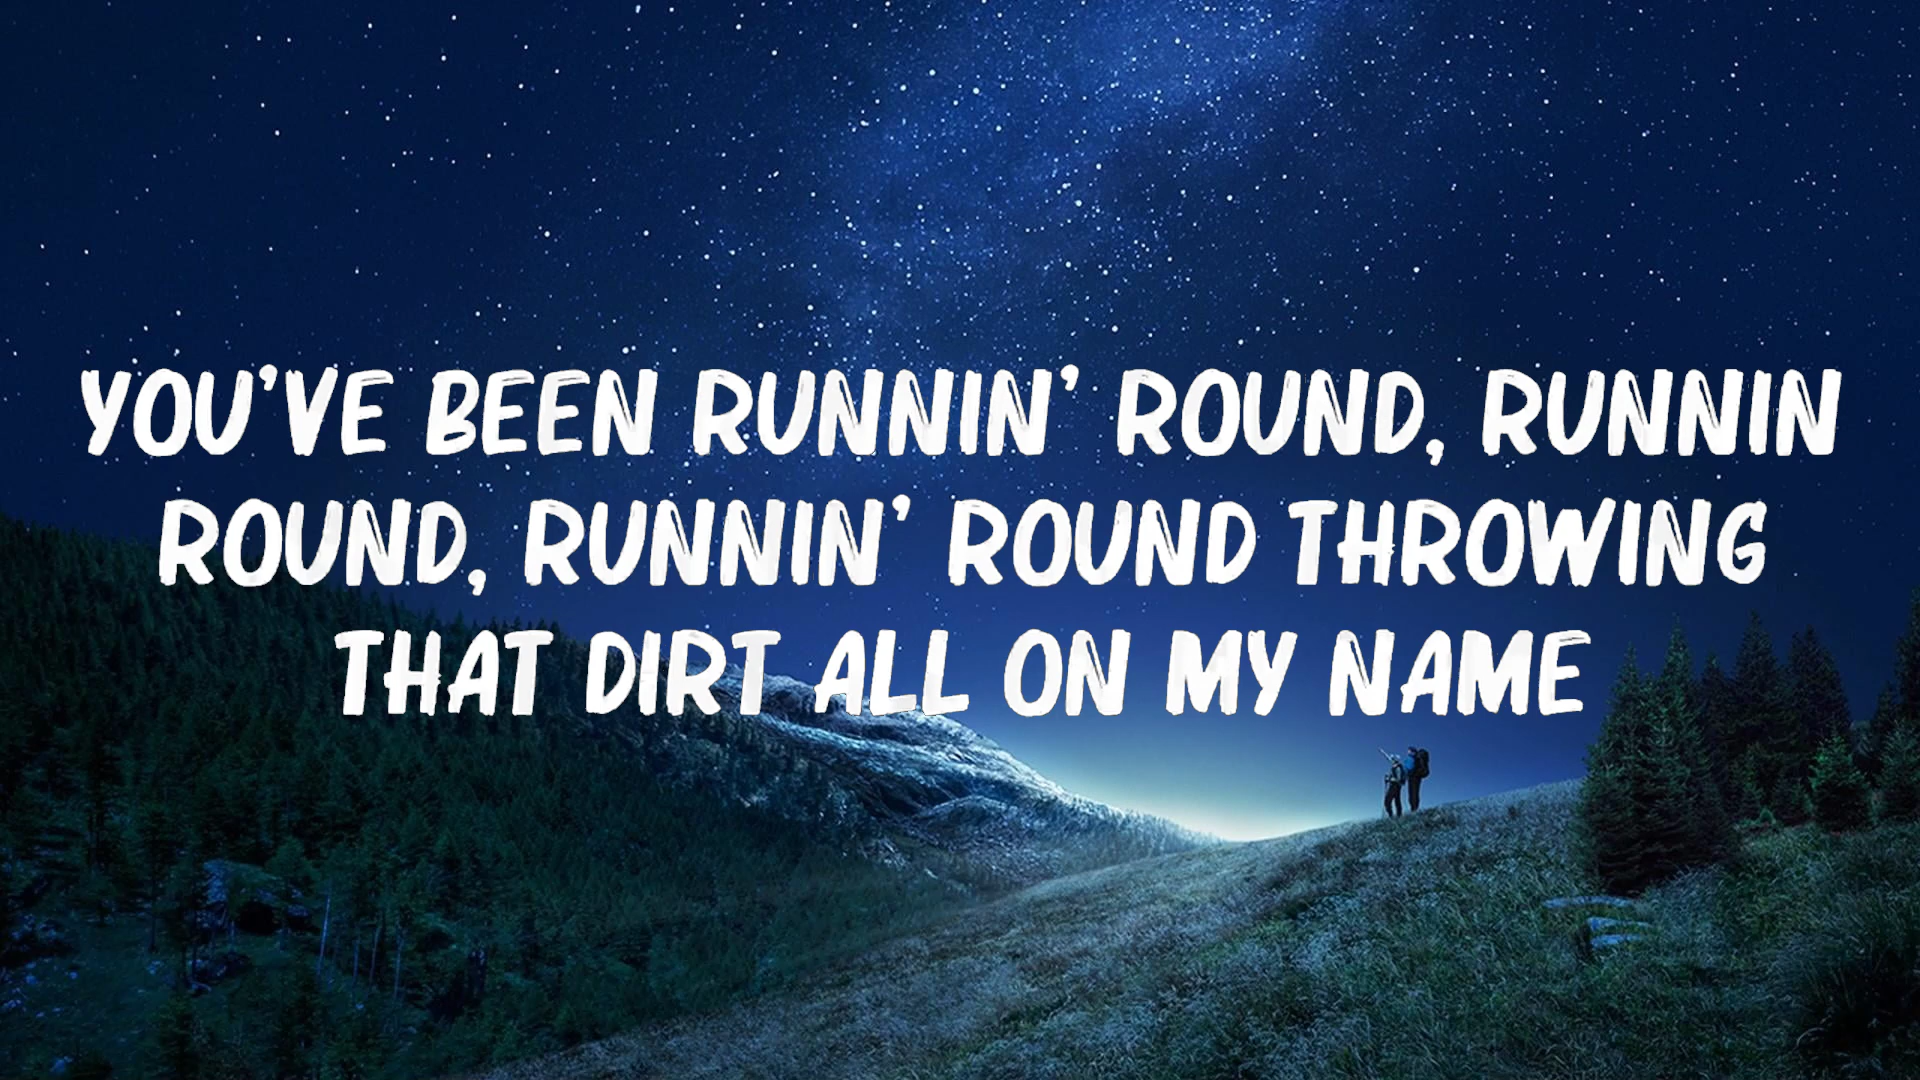 YOU'VE BEEN RUNNIN' ROUND, RUNNIN
ROUND, RUNNIN' ROUND THROWING
THAT DIRT ALL ON MY NAME